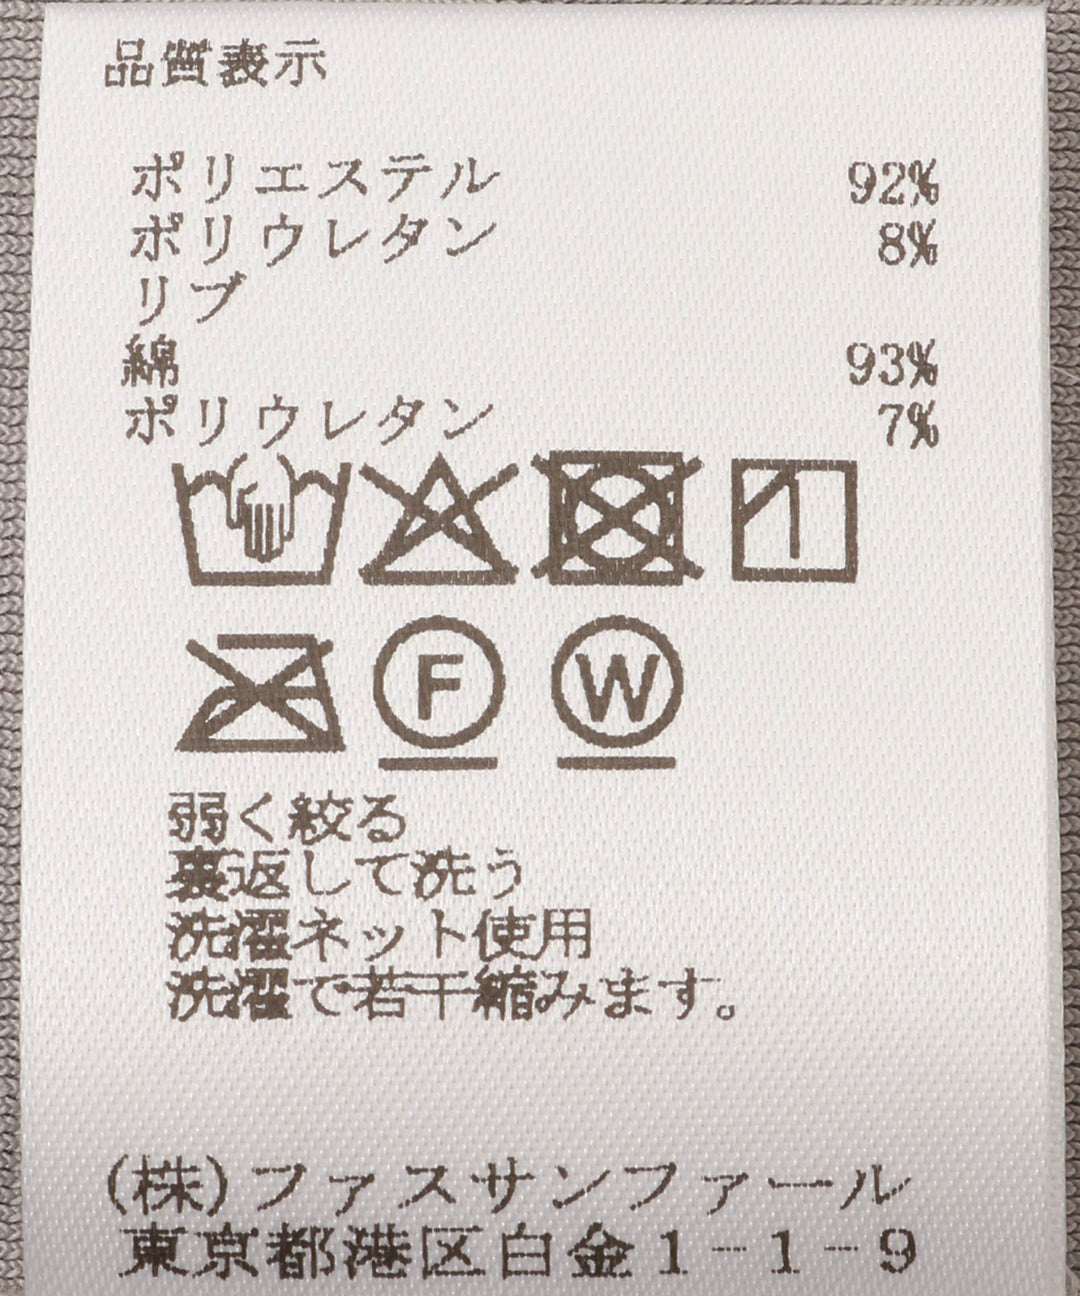 品質表示
ポリエステル 92%
ポリウレタン 8%
リブ
綿 93%
ポリウレタン 7%
F W
弱く絞る
裏返して洗う
洗濯ネット使用
洗濯で若干縮みます。
(株)ファスサンファール
東京都港区白金1-1-9